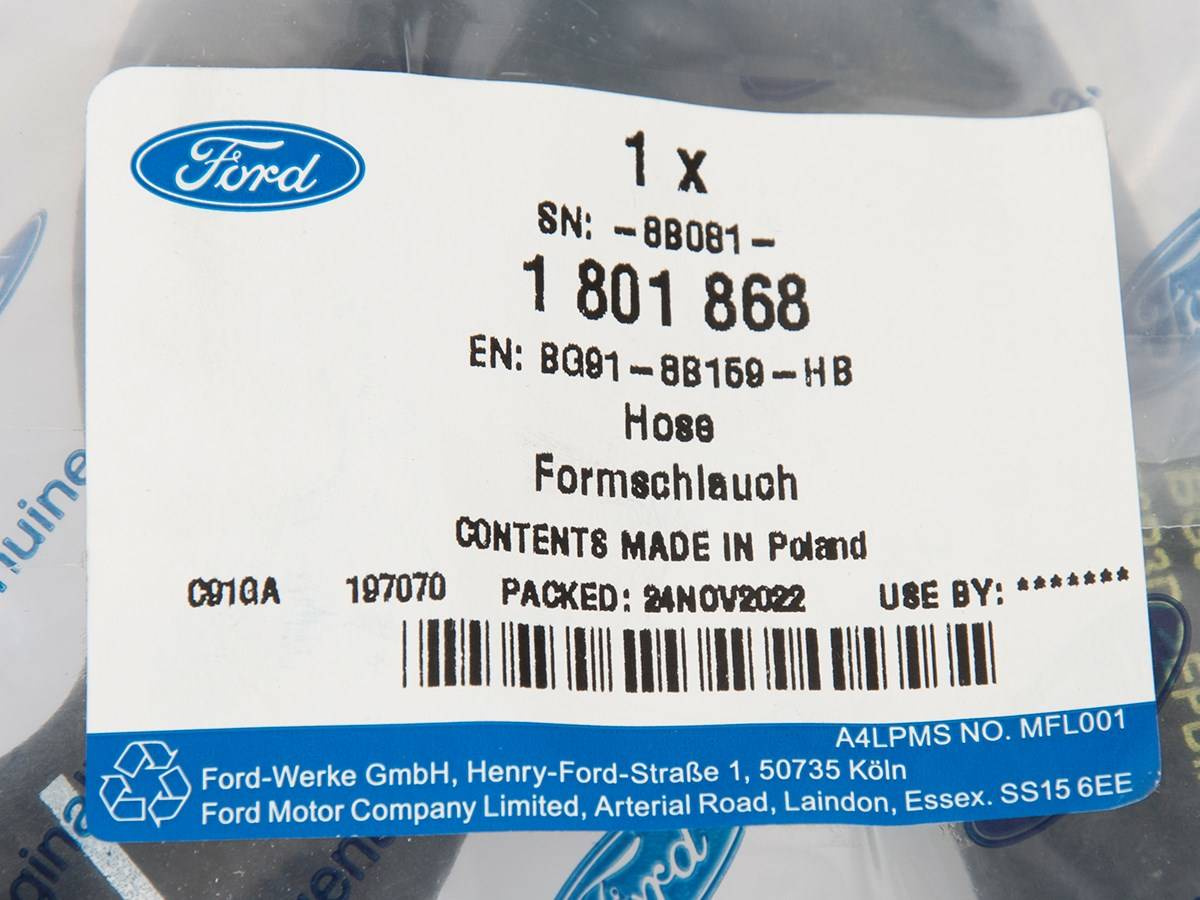 Ford
1 x
SN: -8B081-
1 801 868
EN: BG91-8B159-HB
Hose
Formschlauch
CONTENTS MADE IN Poland
C91GA 197070 PACKED: 24NOV2022 USE BY: *******
A4LPMS NO. MFL001
Ford-Werke GmbH, Henry-Ford-Straße 1, 50735 Köln
Ford Motor Company Limited, Arterial Road, Laindon, Essex. SS15 6EE
Ford